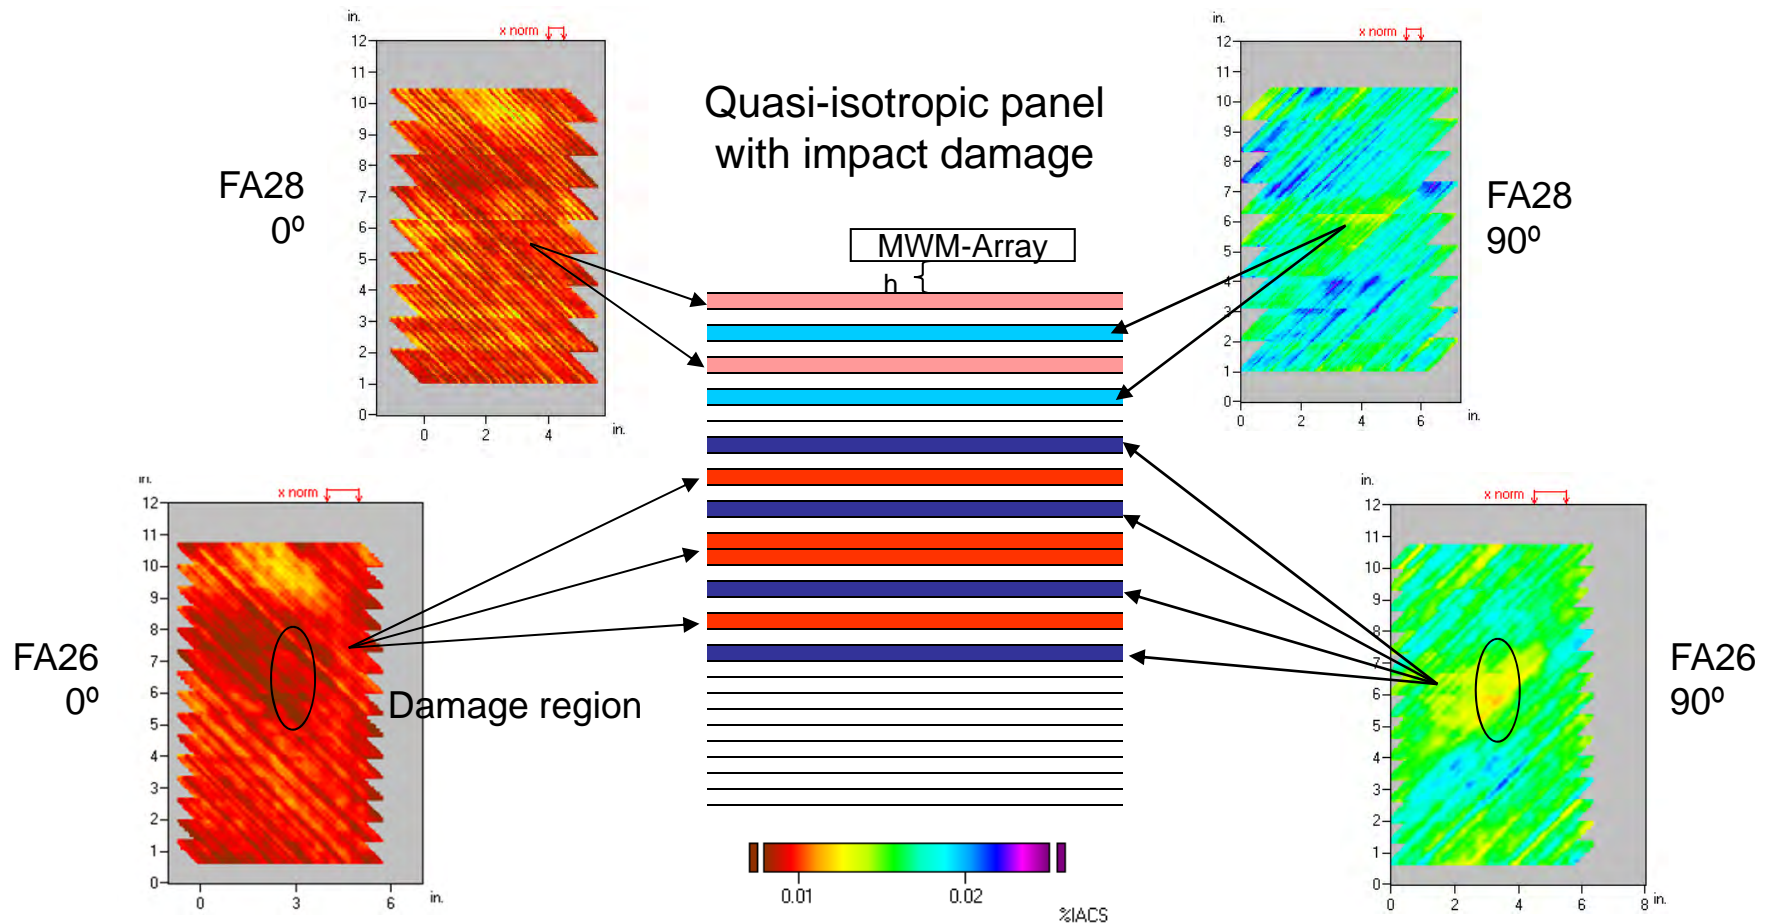 in.
x norm
12
11
10
9
8
7
6
5
4
3
2
1
0
0
2
4
in.
FA28
0º
Quasi-isotropic panel
with impact damage
MWM-Array
h {
in.
x norm
12
11
10
9
8
7
6
5
4
3
2
1
0
0
2
4
6
in.
FA28
90º
in.
x norm
12
11
10
9
8
7
6
5
4
3
2
1
0
0
3
6
in.
FA26
0º
Damage region
in.
x norm
12
11
10
9
8
7
6
5
4
3
2
1
0
0
2
4
6
8
in.
FA26
90º
0.01
0.02
%IACS